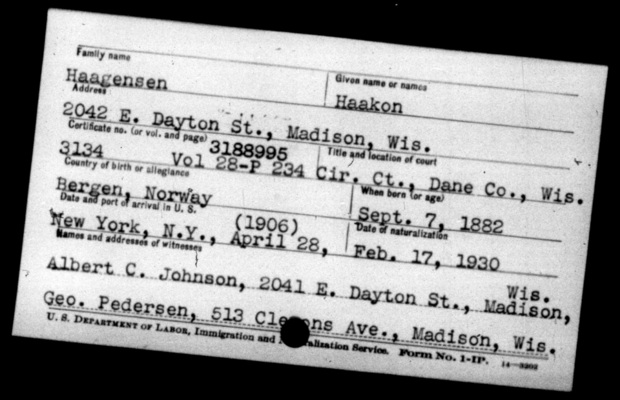 Family name
Given name or names
Haagensen
Haakon
Address
2042 E. Dayton St., Madison, Wis.
Certificate no. (or vol. and page)
Title and location of court
3188995
3134 Vol 28-P 234 Cir. Ct., Dane Co., Wis.
Country of birth or allegiance
When born (or age)
Bergen, Norway
Sept. 7, 1882
Date and port of arrival in U. S.
Date of naturalization
(1906)
New York, N.Y., April 28,
Feb. 17, 1930
Names and addresses of witnesses
Wis.
Albert C. Johnson, 2041 E. Dayton St., Madison,
Geo. Pedersen, 513 Ave., Madison, Wis.
U. S. DEPARTMENT OF LABOR, Immigration and Service. Form No. 1-IP. 14—3202